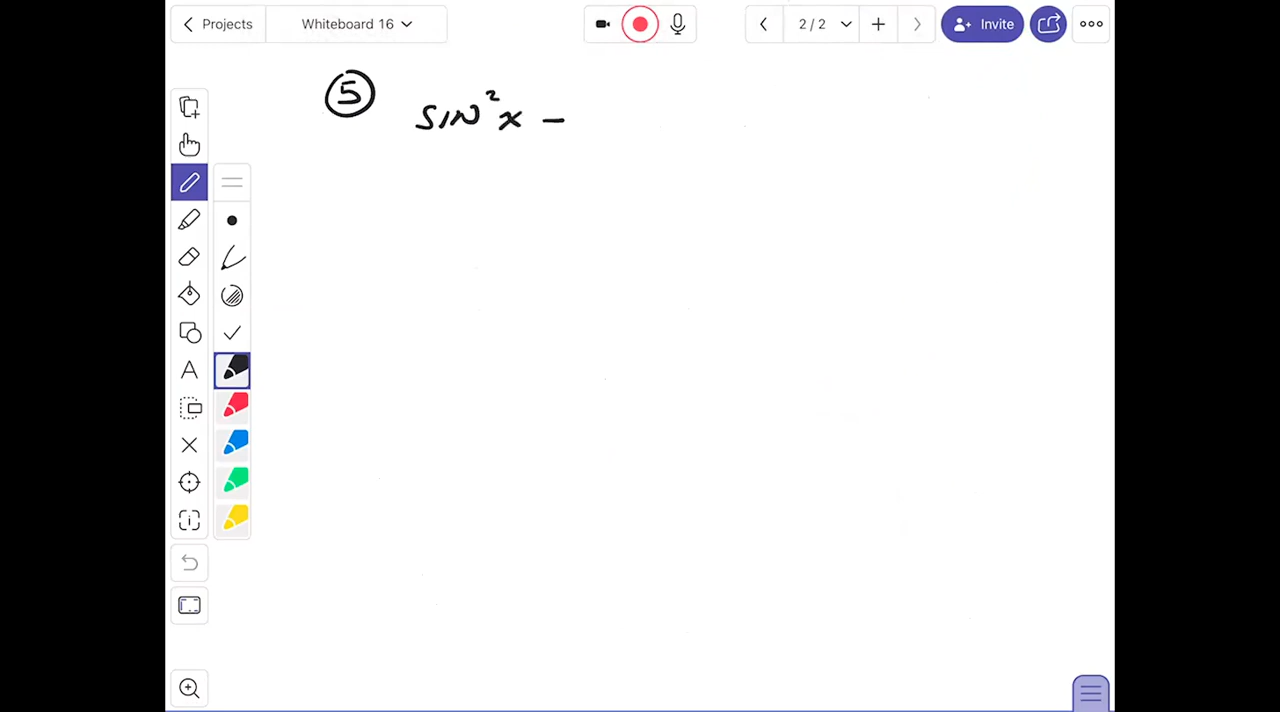 Projects Whiteboard 16 2 / 2 Invite
⑤ SIN²x −
A